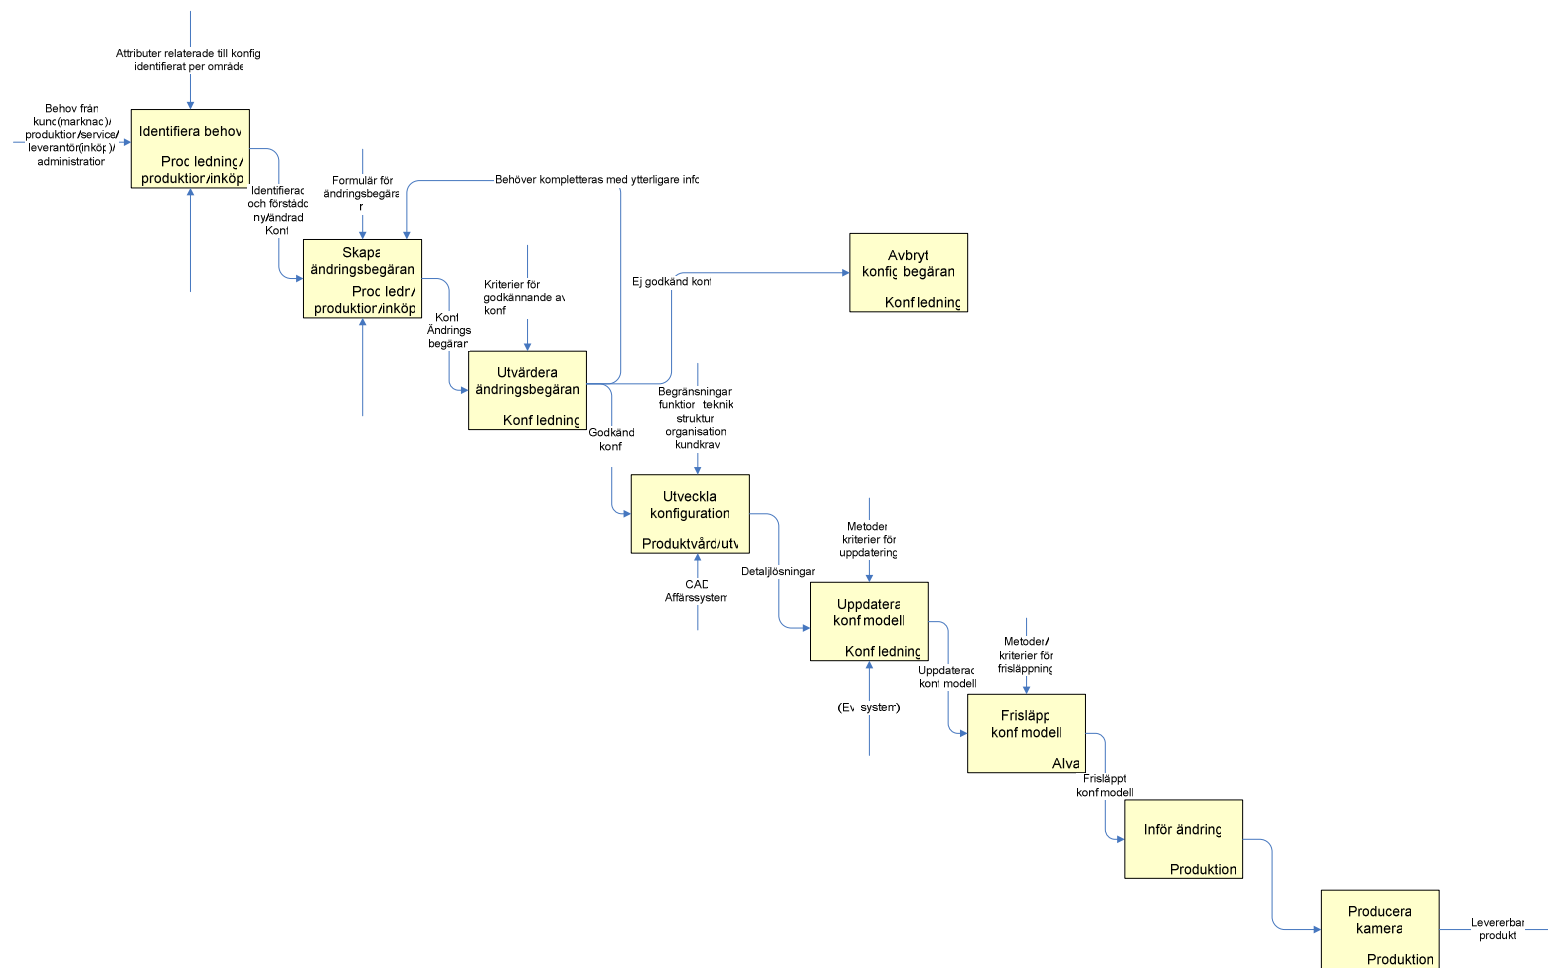 Attributer relaterade till konfig
identifierat per område
Behov från
kund(marknad)/
produktion/service/
leverantör(inköp)/
administration
Identifiera behov
Prod ledning/
produktion/inköp
Identifierad
och förstådd
ny/ändrad
Konf
Formulär för
ändringsbegära
r
Behöver kompletteras med ytterligare info
Skapa
ändringsbegäran
Prod ledn/
produktion/inköp
Konf
Ändrings
begäran
Kriterier för
godkännande av
konf
Utvärdera
ändringsbegäran
Konf ledning
Ej godkänd konf
Avbryt
konfig begäran
Konf ledning
Godkänd
konf
Begränsningar
funktion teknik
struktur
organisation
kundkrav
Utveckla
konfiguration
Produktvård/utv
CAD
Affärssystem
Detaljlösningar
Metoder
kriterier för
uppdatering
Uppdatera
konf modell
Konf ledning
(Ev system)
Uppdaterad
konf modell
Metoder/
kriterier för
frisläppning
Frisläpp
konf modell
Alva
Frisläppt
konf modell
Inför ändring
Produktion
Producera
kamera
Produktion
Levererbar
produkt